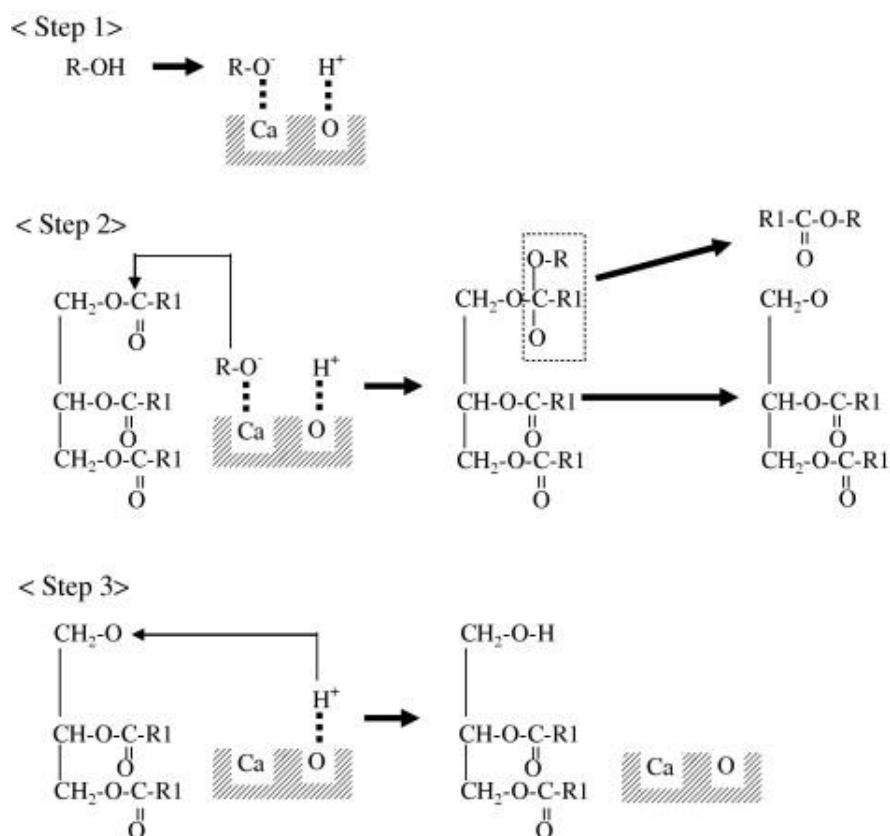 < Step 1>
R-OH R-O⁻ H⁺
Ca O
< Step 2>
R1-C-O-R
O
O-R
CH₂-O-C-R1 CH₂-O-C-R1 CH₂-O
O O
R-O⁻ H⁺
CH-O-C-R1 CH-O-C-R1 CH-O-C-R1
O Ca O O O
CH₂-O-C-R1 CH₂-O-C-R1 CH₂-O-C-R1
O O O
< Step 3>
CH₂-O CH₂-O-H
H⁺
CH-O-C-R1 CH-O-C-R1
O Ca O O Ca O
CH₂-O-C-R1 CH₂-O-C-R1
O O